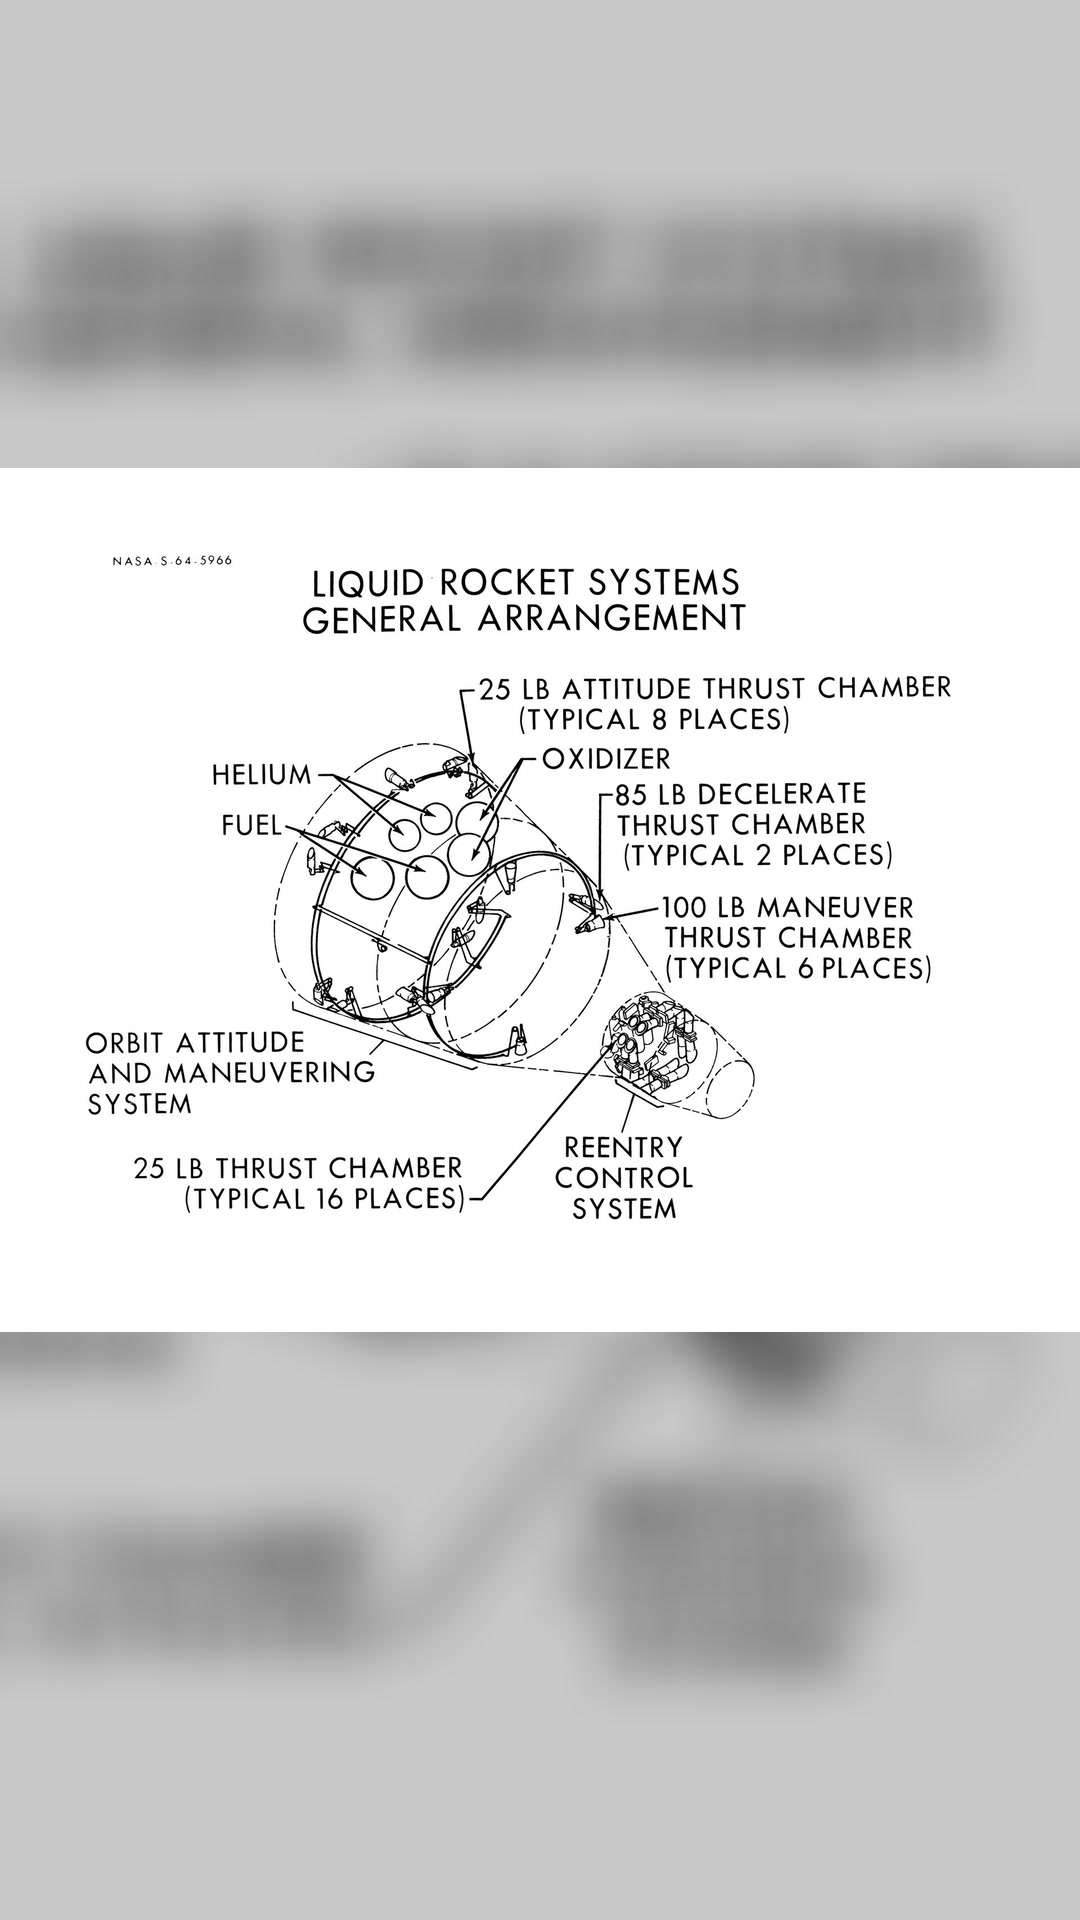 NASA-S-64-5966
LIQUID ROCKET SYSTEMS
GENERAL ARRANGEMENT
25 LB ATTITUDE THRUST CHAMBER
(TYPICAL 8 PLACES)
HELIUM
OXIDIZER
FUEL
85 LB DECELERATE
THRUST CHAMBER
(TYPICAL 2 PLACES)
100 LB MANEUVER
THRUST CHAMBER
(TYPICAL 6 PLACES)
ORBIT ATTITUDE
AND MANEUVERING
SYSTEM
25 LB THRUST CHAMBER
(TYPICAL 16 PLACES)
REENTRY
CONTROL
SYSTEM